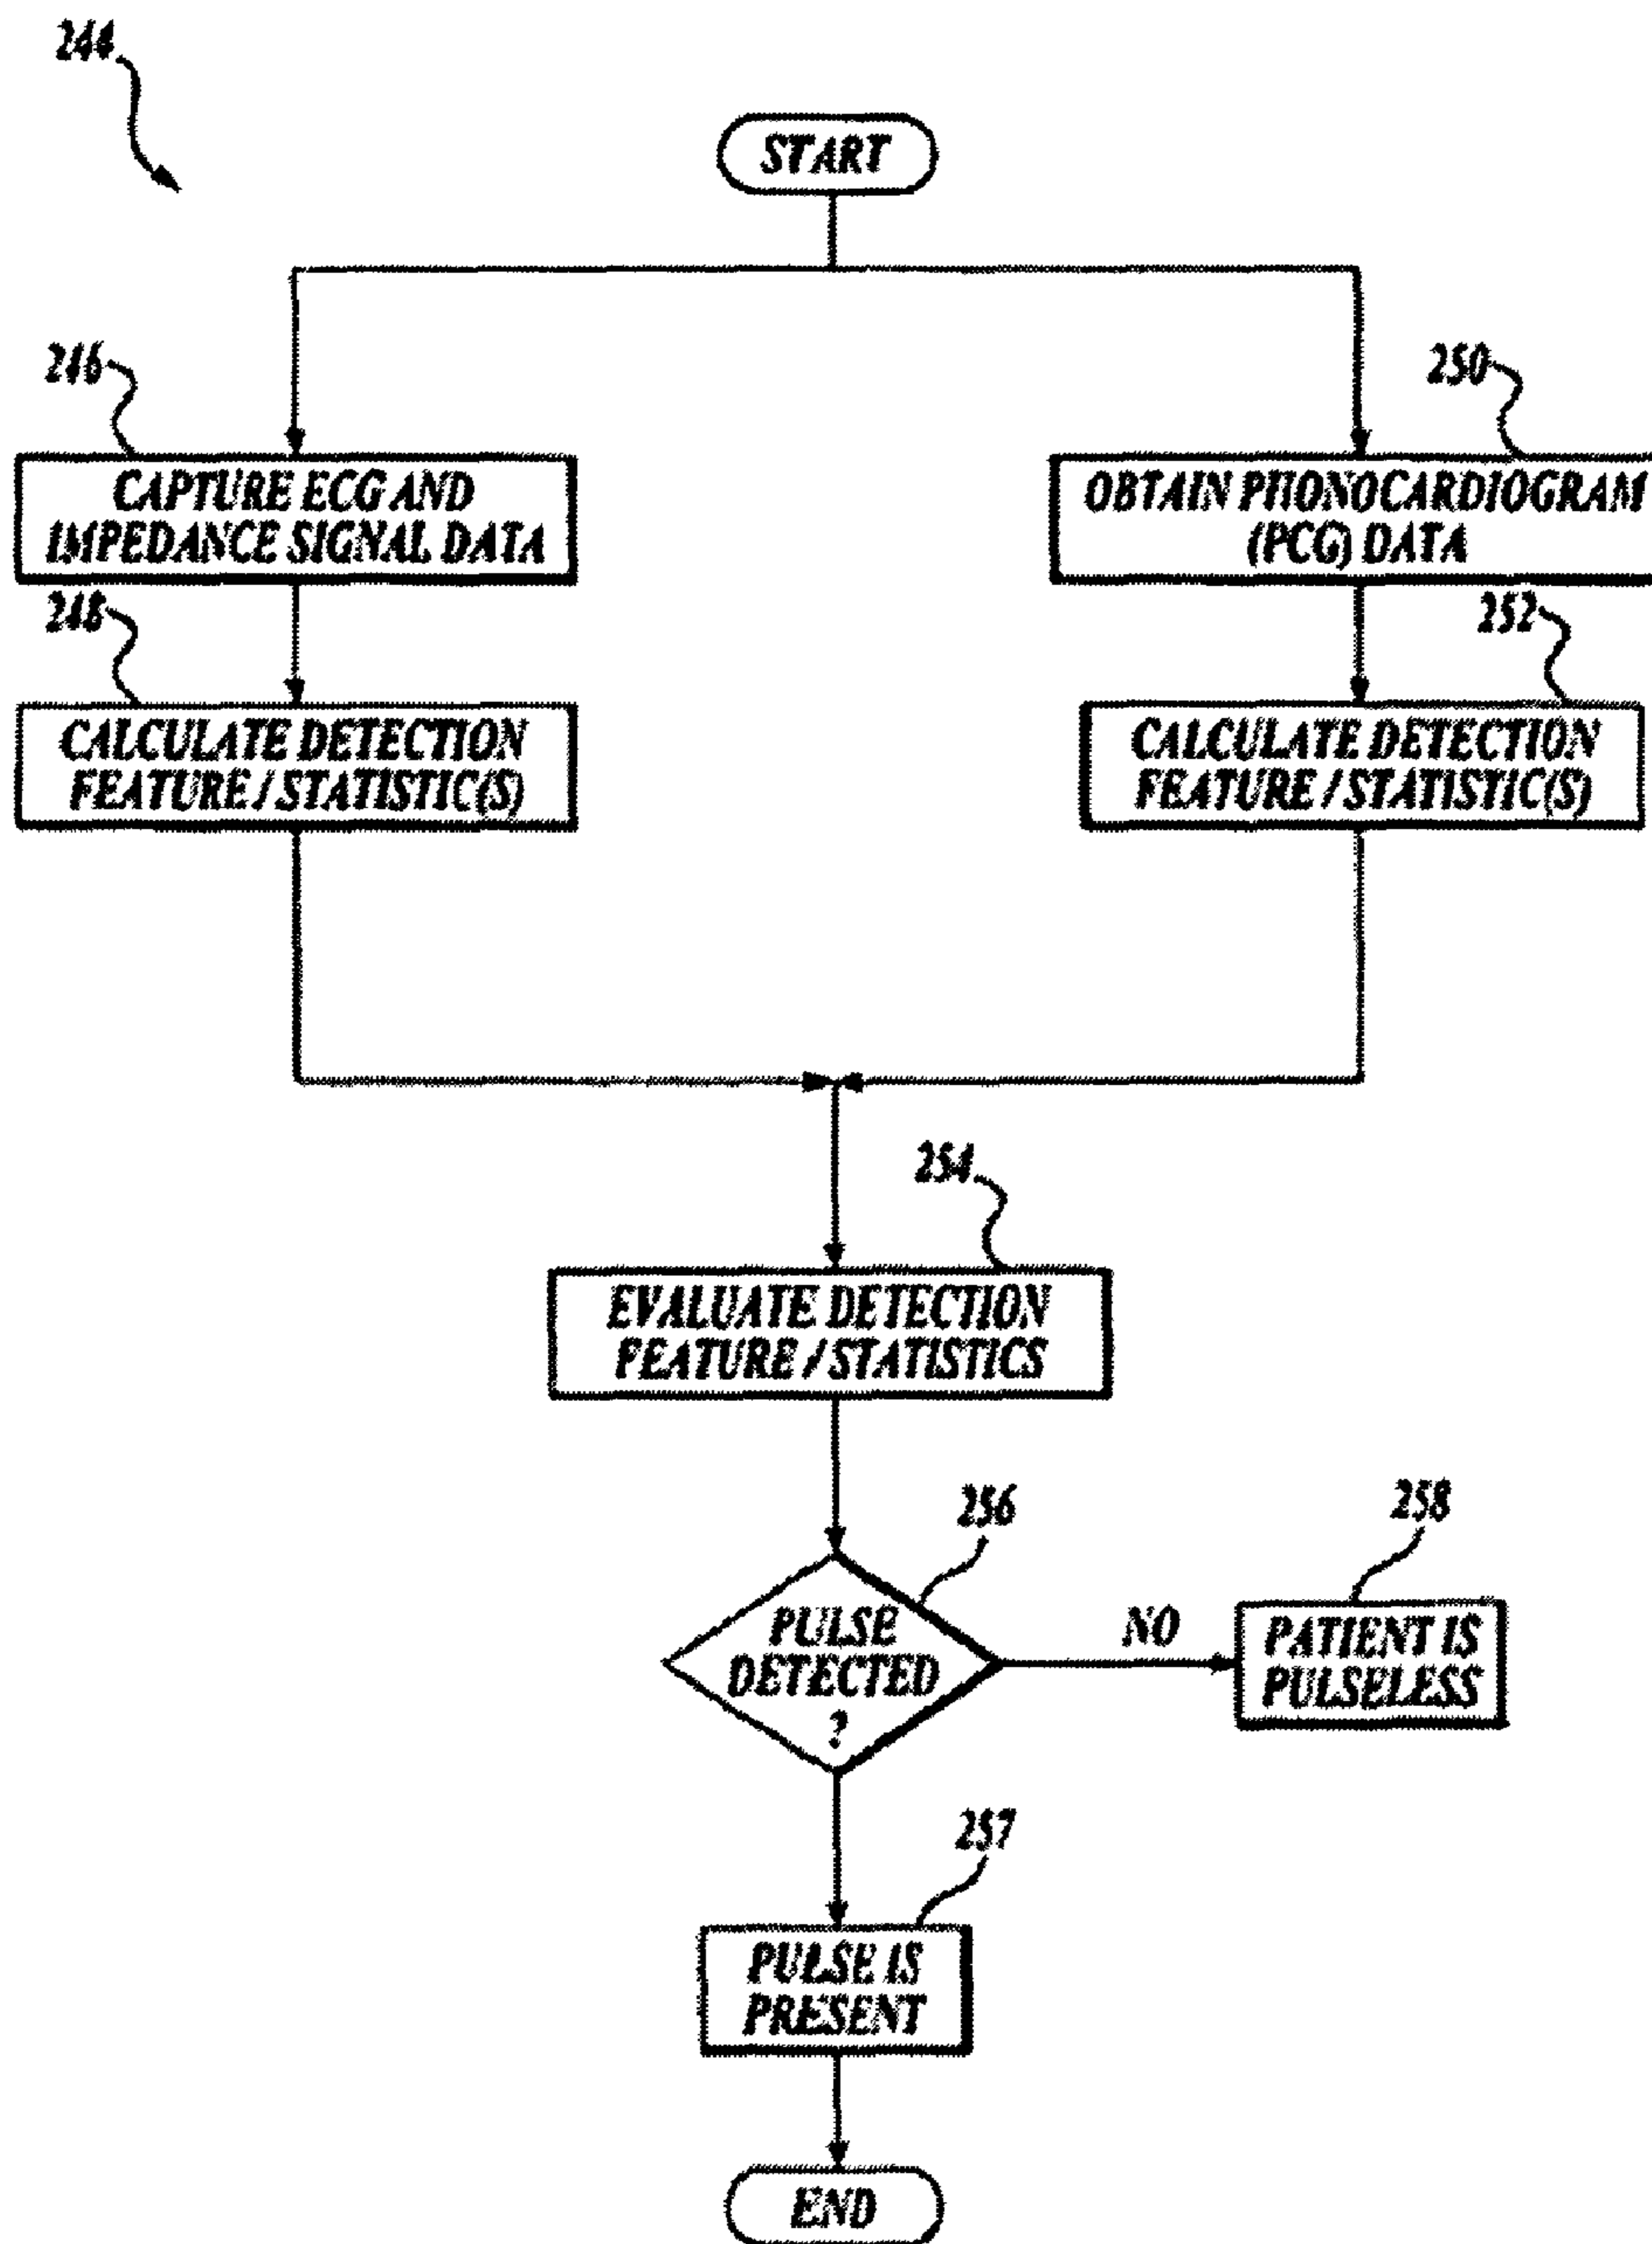 244
START
246
CAPTURE ECG AND
IMPEDANCE SIGNAL DATA
250
OBTAIN PHONOCARDIOGRAM
(PCG) DATA
248
CALCULATE DETECTION
FEATURE / STATISTIC(S)
252
CALCULATE DETECTION
FEATURE / STATISTIC(S)
254
EVALUATE DETECTION
FEATURE / STATISTICS
256
PULSE
DETECTED
?
NO
258
PATIENT IS
PULSELESS
257
PULSE IS
PRESENT
END